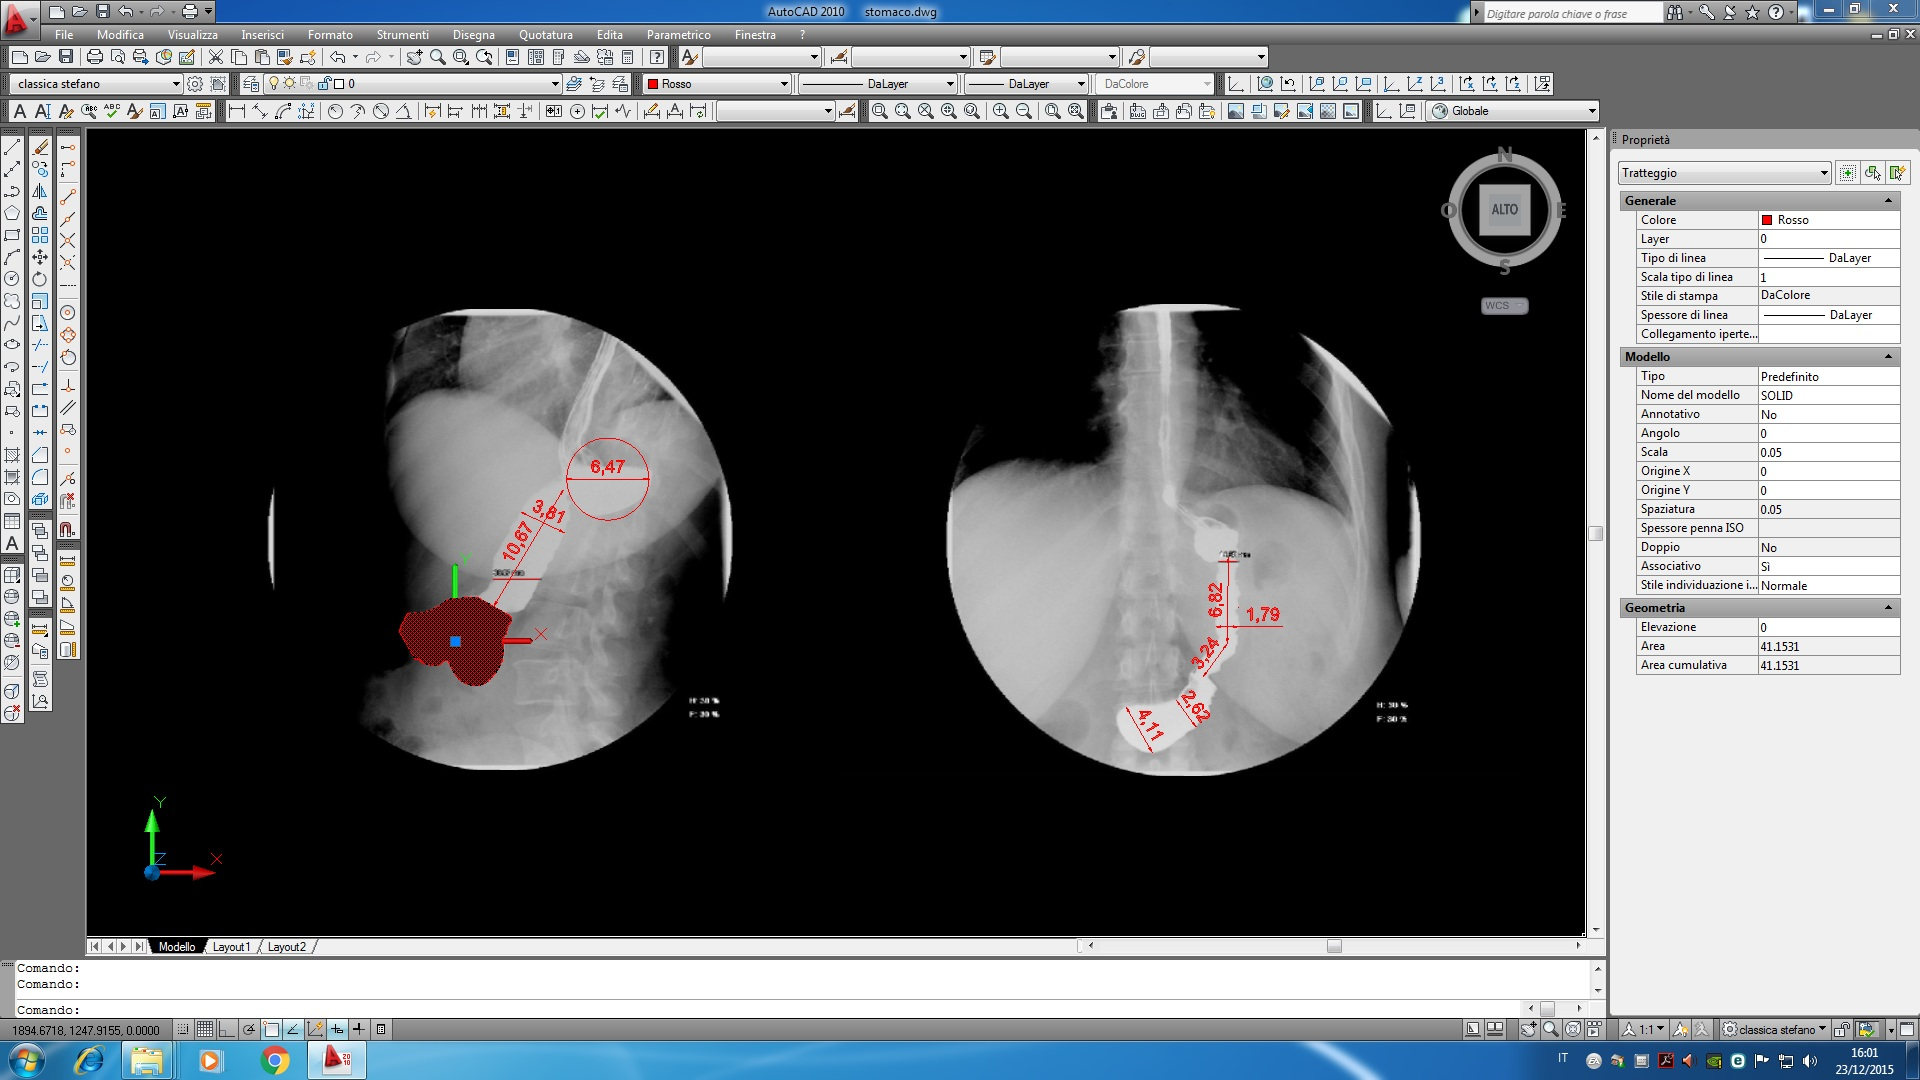 AutoCAD 2010 stomaco.dwg
Digitare parola chiave o frase
File Modifica Visualizza Inserisci Formato Strumenti Disegna Quotatura Edita Parametrico Finestra ?
classica stefano 0 Rosso DaLayer DaLayer DaColore
Globale
Proprietà
Tratteggio
Generale
Colore Rosso
Layer 0
Tipo di linea DaLayer
Scala tipo di linea 1
Stile di stampa DaColore
Spessore di linea DaLayer
Collegamento iperte...
Modello
Tipo Predefinito
Nome del modello SOLID
Annotativo No
Angolo 0
Scala 0.05
Origine X 0
Origine Y 0
Spaziatura 0.05
Spessore penna ISO
Doppio No
Associativo Sì
Stile individuazione i... Normale
Geometria
Elevazione 0
Area 41.1531
Area cumulativa 41.1531
N
O ALTO E
S
WCS
6,47
3,81
10,67
Y
X
6,82
1,79
3,24
2,62
4,11
H: 30 %
F: 30 %
H: 30 %
F: 30 %
Y
Z X
Modello Layout1 Layout2
Comando:
Comando:
Comando:
1894.6718, 1247.9155, 0.0000 1:1 classica stefano
IT 16:01
23/12/2015